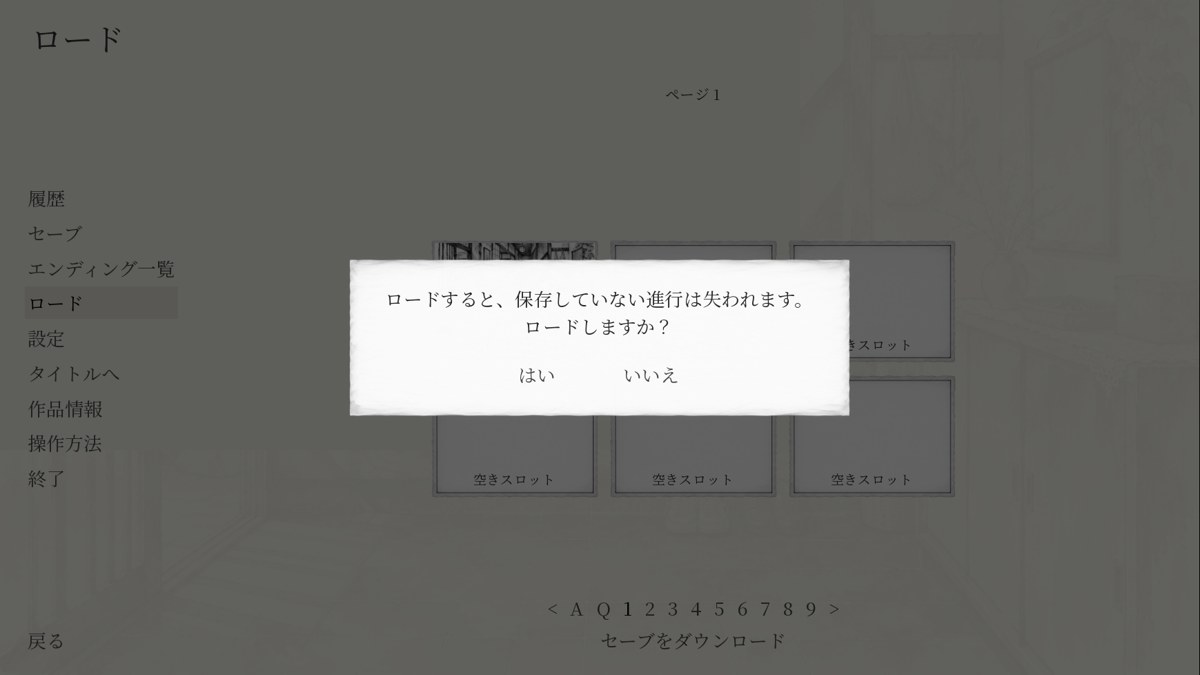 ロード
ページ 1
履歴
セーブ
エンディング一覧
ロード
設定
タイトルへ
作品情報
操作方法
終了
戻る
ロードすると、保存していない進行は失われます。
ロードしますか？
はい いいえ
きスロット
空きスロット 空きスロット 空きスロット
< A Q 1 2 3 4 5 6 7 8 9 >
セーブをダウンロード